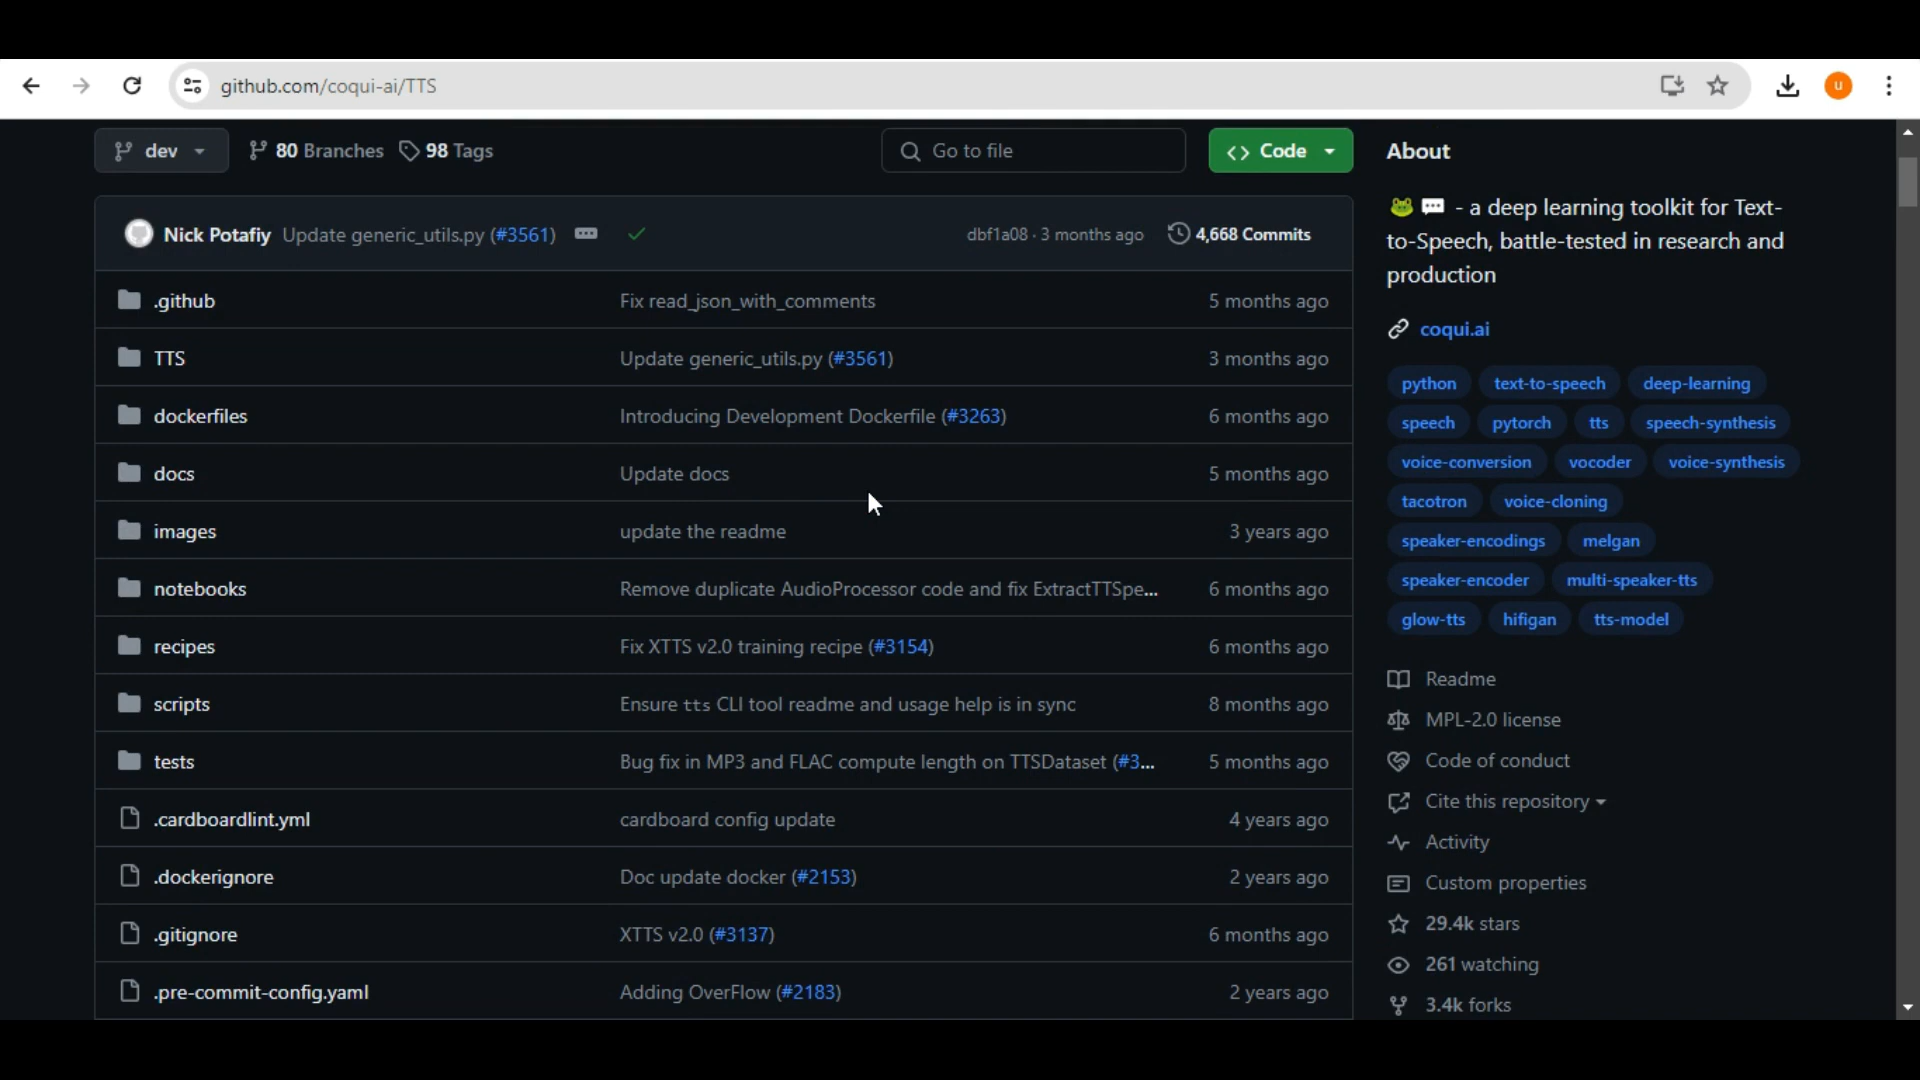 github.com/coqui-ai/TTS
u
dev
80 Branches
98 Tags
Go to file
Code
Nick Potafiy Update generic_utils.py (#3561)
dbf1a08 · 3 months ago
4,668 Commits
.github Fix read_json_with_comments 5 months ago
TTS Update generic_utils.py (#3561) 3 months ago
dockerfiles Introducing Development Dockerfile (#3263) 6 months ago
docs Update docs 5 months ago
images update the readme 3 years ago
notebooks Remove duplicate AudioProcessor code and fix ExtractTTSpe... 6 months ago
recipes Fix XTTS v2.0 training recipe (#3154) 6 months ago
scripts Ensure tts CLI tool readme and usage help is in sync 8 months ago
tests Bug fix in MP3 and FLAC compute length on TTSDataset (#3... 5 months ago
.cardboardlint.yml cardboard config update 4 years ago
.dockerignore Doc update docker (#2153) 2 years ago
.gitignore XTTS v2.0 (#3137) 6 months ago
.pre-commit-config.yaml Adding OverFlow (#2183) 2 years ago
About
🐸💬 - a deep learning toolkit for Text-
to-Speech, battle-tested in research and
production
coqui.ai
python text-to-speech deep-learning
speech pytorch tts speech-synthesis
voice-conversion vocoder voice-synthesis
tacotron voice-cloning
speaker-encodings melgan
speaker-encoder multi-speaker-tts
glow-tts hifigan tts-model
Readme
MPL-2.0 license
Code of conduct
Cite this repository
Activity
Custom properties
29.4k stars
261 watching
3.4k forks